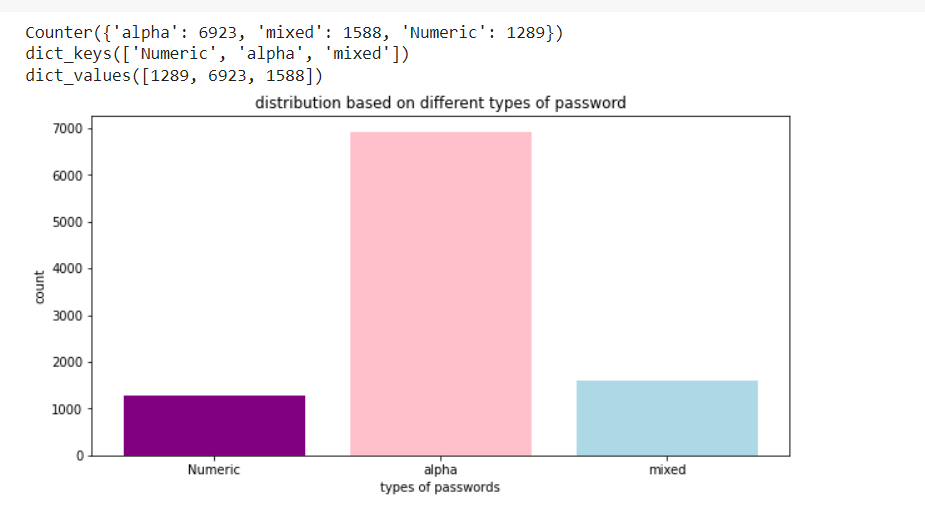 Counter({'alpha': 6923, 'mixed': 1588, 'Numeric': 1289})
dict_keys(['Numeric', 'alpha', 'mixed'])
dict_values([1289, 6923, 1588])
distribution based on different types of password
7000
6000
5000
4000
3000
2000
1000
0
count
Numeric alpha mixed
types of passwords